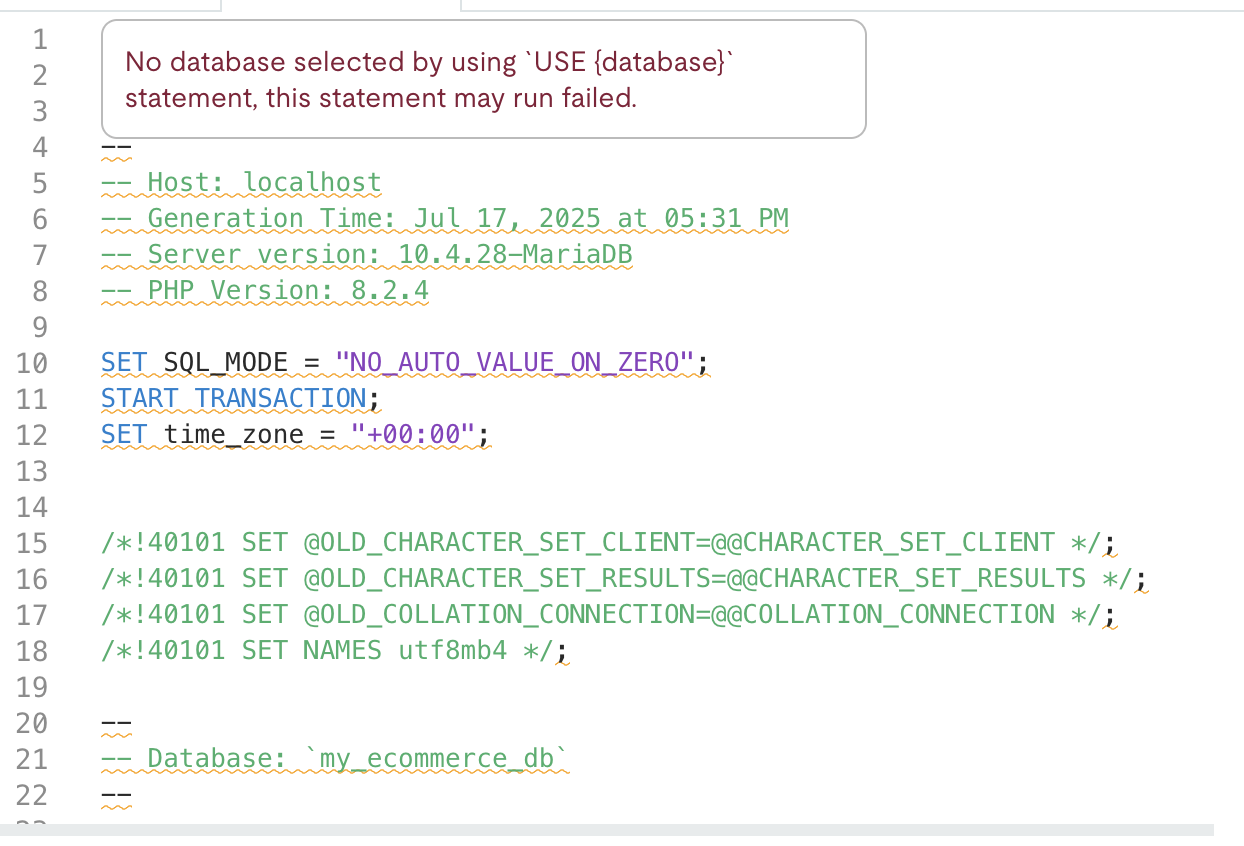 1
2
3
No database selected by using `USE {database}`
statement, this statement may run failed.
4 --
5 -- Host: localhost
6 -- Generation Time: Jul 17, 2025 at 05:31 PM
7 -- Server version: 10.4.28-MariaDB
8 -- PHP Version: 8.2.4
9
10 SET SQL_MODE = "NO_AUTO_VALUE_ON_ZERO";
11 START TRANSACTION;
12 SET time_zone = "+00:00";
13
14
15 /*!40101 SET @OLD_CHARACTER_SET_CLIENT=@@CHARACTER_SET_CLIENT */;
16 /*!40101 SET @OLD_CHARACTER_SET_RESULTS=@@CHARACTER_SET_RESULTS */;
17 /*!40101 SET @OLD_COLLATION_CONNECTION=@@COLLATION_CONNECTION */;
18 /*!40101 SET NAMES utf8mb4 */;
19
20 --
21 -- Database: `my_ecommerce_db`
22 --